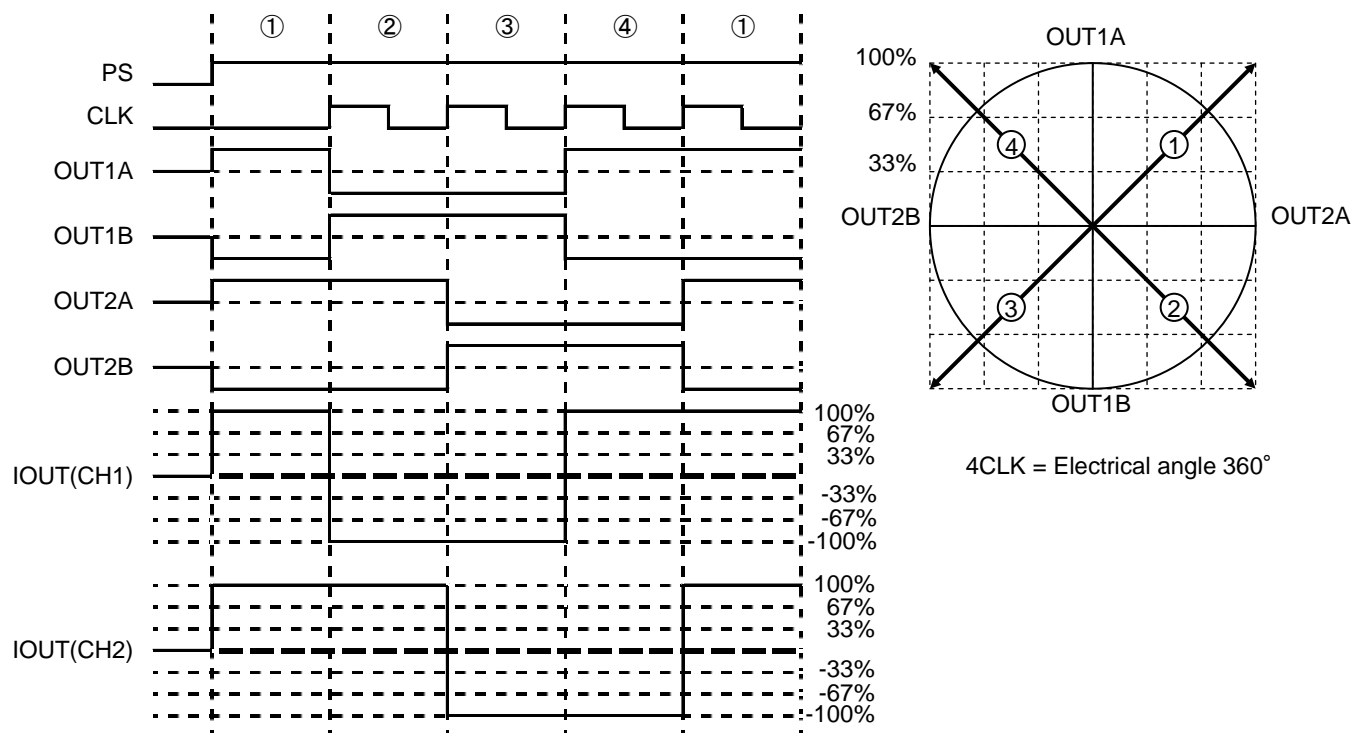 ① ② ③ ④ ①
PS
CLK
OUT1A
OUT1B
OUT2A
OUT2B
IOUT(CH1)
100%
67%
33%
-33%
-67%
-100%
IOUT(CH2)
100%
67%
33%
-33%
-67%
-100%
OUT1A
100%
67%
33%
④ ①
OUT2B OUT2A
③ ②
OUT1B
4CLK = Electrical angle 360°